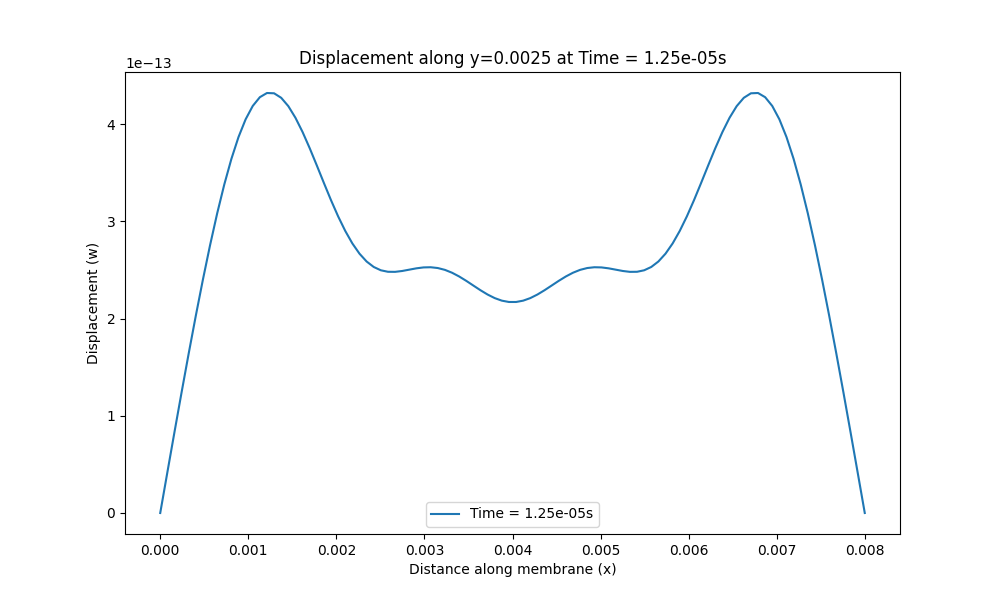 Displacement along y=0.0025 at Time = 1.25e-05s
1e−13
4
3
2
1
0
Displacement (w)
Time = 1.25e-05s
0.000 0.001 0.002 0.003 0.004 0.005 0.006 0.007 0.008
Distance along membrane (x)